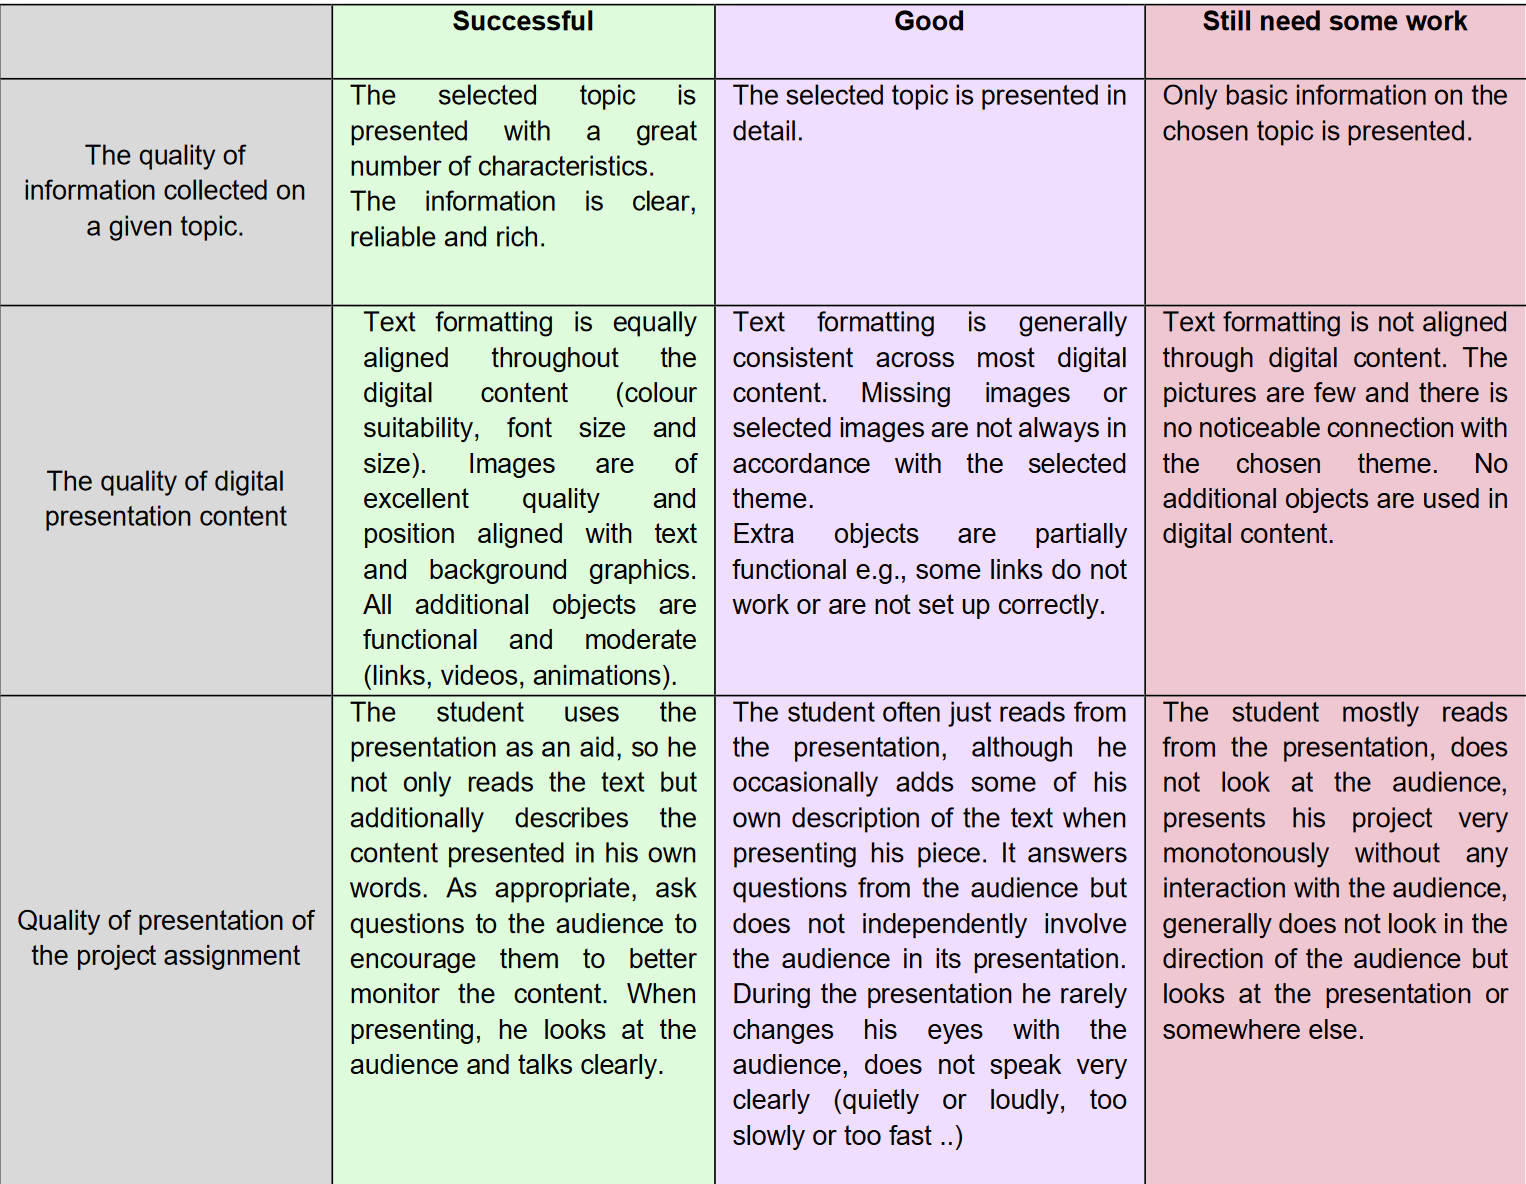 Successful
Good
Still need some work
The quality of
information collected on
a given topic.
The selected topic is
presented with a great
number of characteristics.
The information is clear,
reliable and rich.
The selected topic is presented in
detail.
Only basic information on the
chosen topic is presented.
The quality of digital
presentation content
Text formatting is equally
aligned throughout the
digital content (colour
suitability, font size and
size). Images are of
excellent quality and
position aligned with text
and background graphics.
All additional objects are
functional and moderate
(links, videos, animations).
Text formatting is generally
consistent across most digital
content. Missing images or
selected images are not always in
accordance with the selected
theme.
Extra objects are partially
functional e.g., some links do not
work or are not set up correctly.
Text formatting is not aligned
through digital content. The
pictures are few and there is
no noticeable connection with
the chosen theme. No
additional objects are used in
digital content.
Quality of presentation of
the project assignment
The student uses the
presentation as an aid, so he
not only reads the text but
additionally describes the
content presented in his own
words. As appropriate, ask
questions to the audience to
encourage them to better
monitor the content. When
presenting, he looks at the
audience and talks clearly.
The student often just reads from
the presentation, although he
occasionally adds some of his
own description of the text when
presenting his piece. It answers
questions from the audience but
does not independently involve
the audience in its presentation.
During the presentation he rarely
changes his eyes with the
audience, does not speak very
clearly (quietly or loudly, too
slowly or too fast ..)
The student mostly reads
from the presentation, does
not look at the audience,
presents his project very
monotonously without any
interaction with the audience,
generally does not look in the
direction of the audience but
looks at the presentation or
somewhere else.